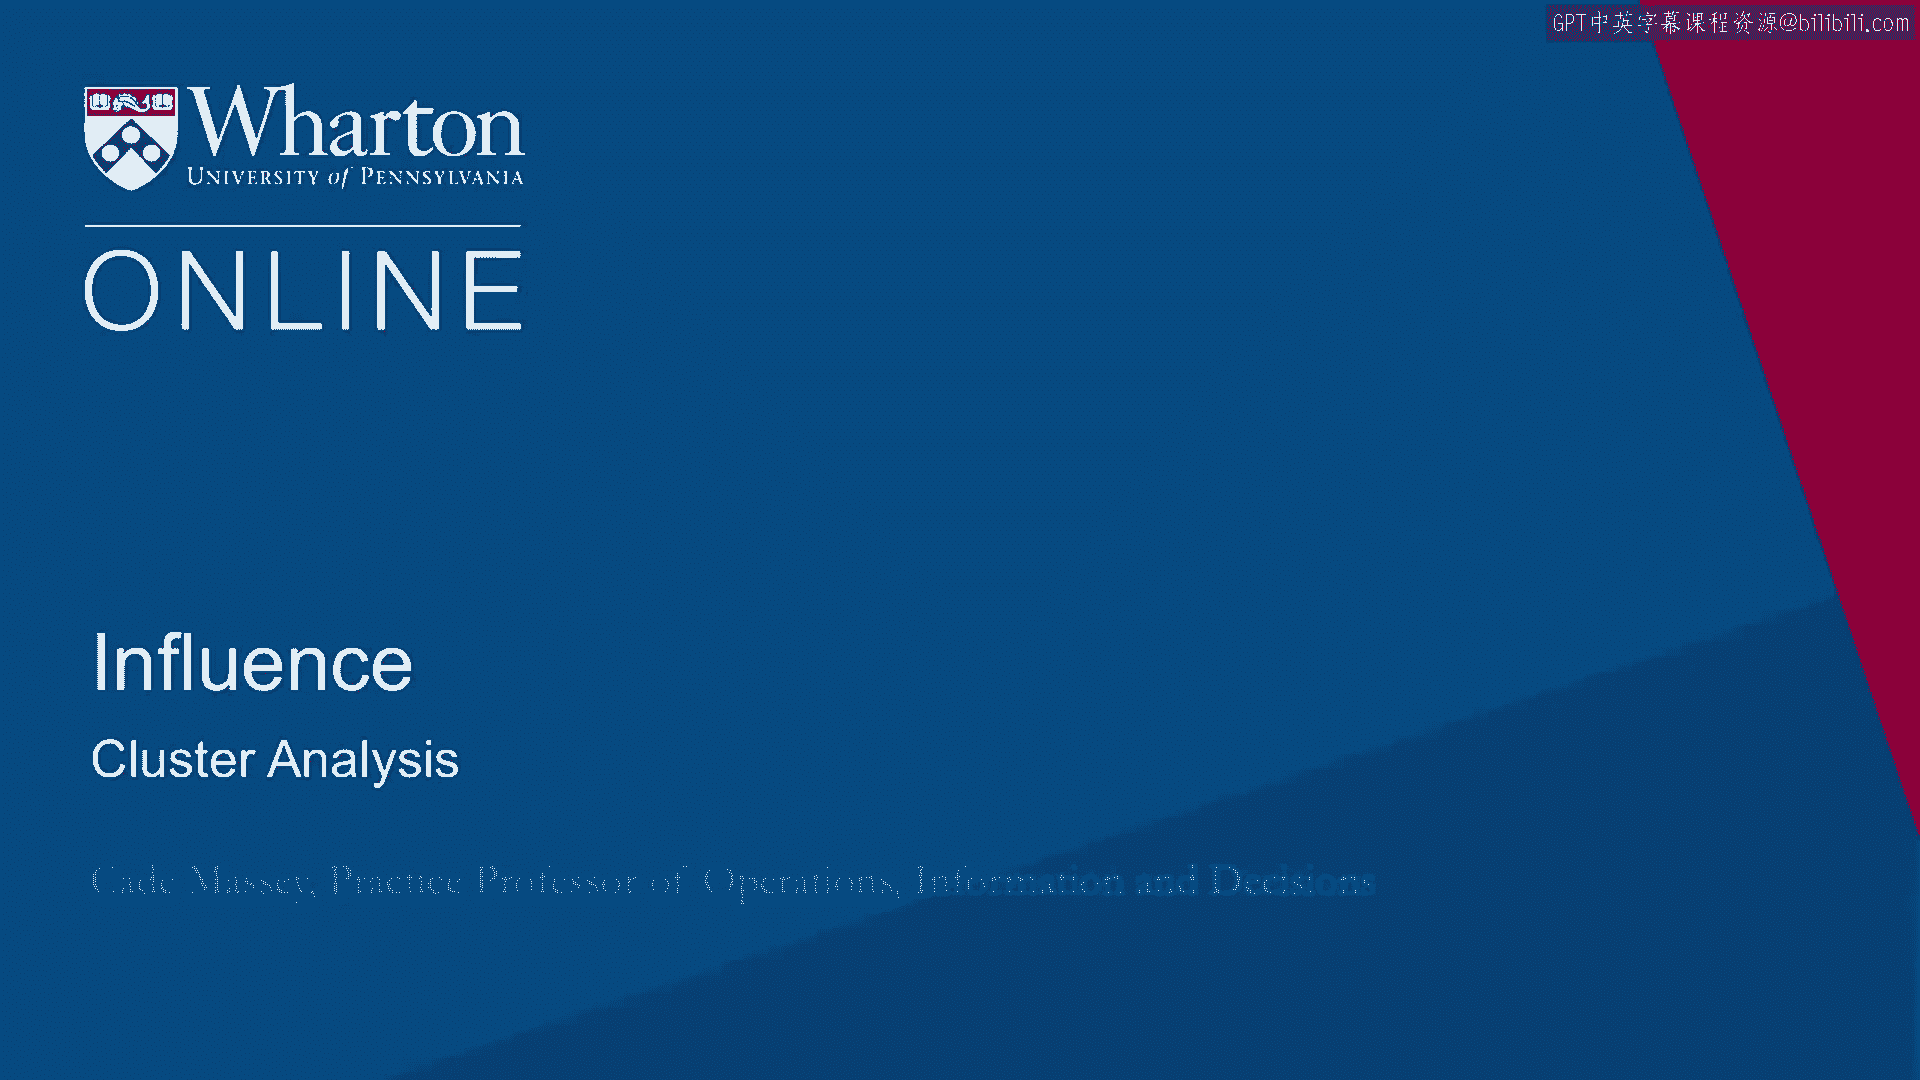 GPT中英字幕课程资源@bilibili.com
Wharton
UNIVERSITY of PENNSYLVANIA
ONLINE
Influence
Cluster Analysis
Cade Massey, Practice Professor of Operations, Information and Decisions